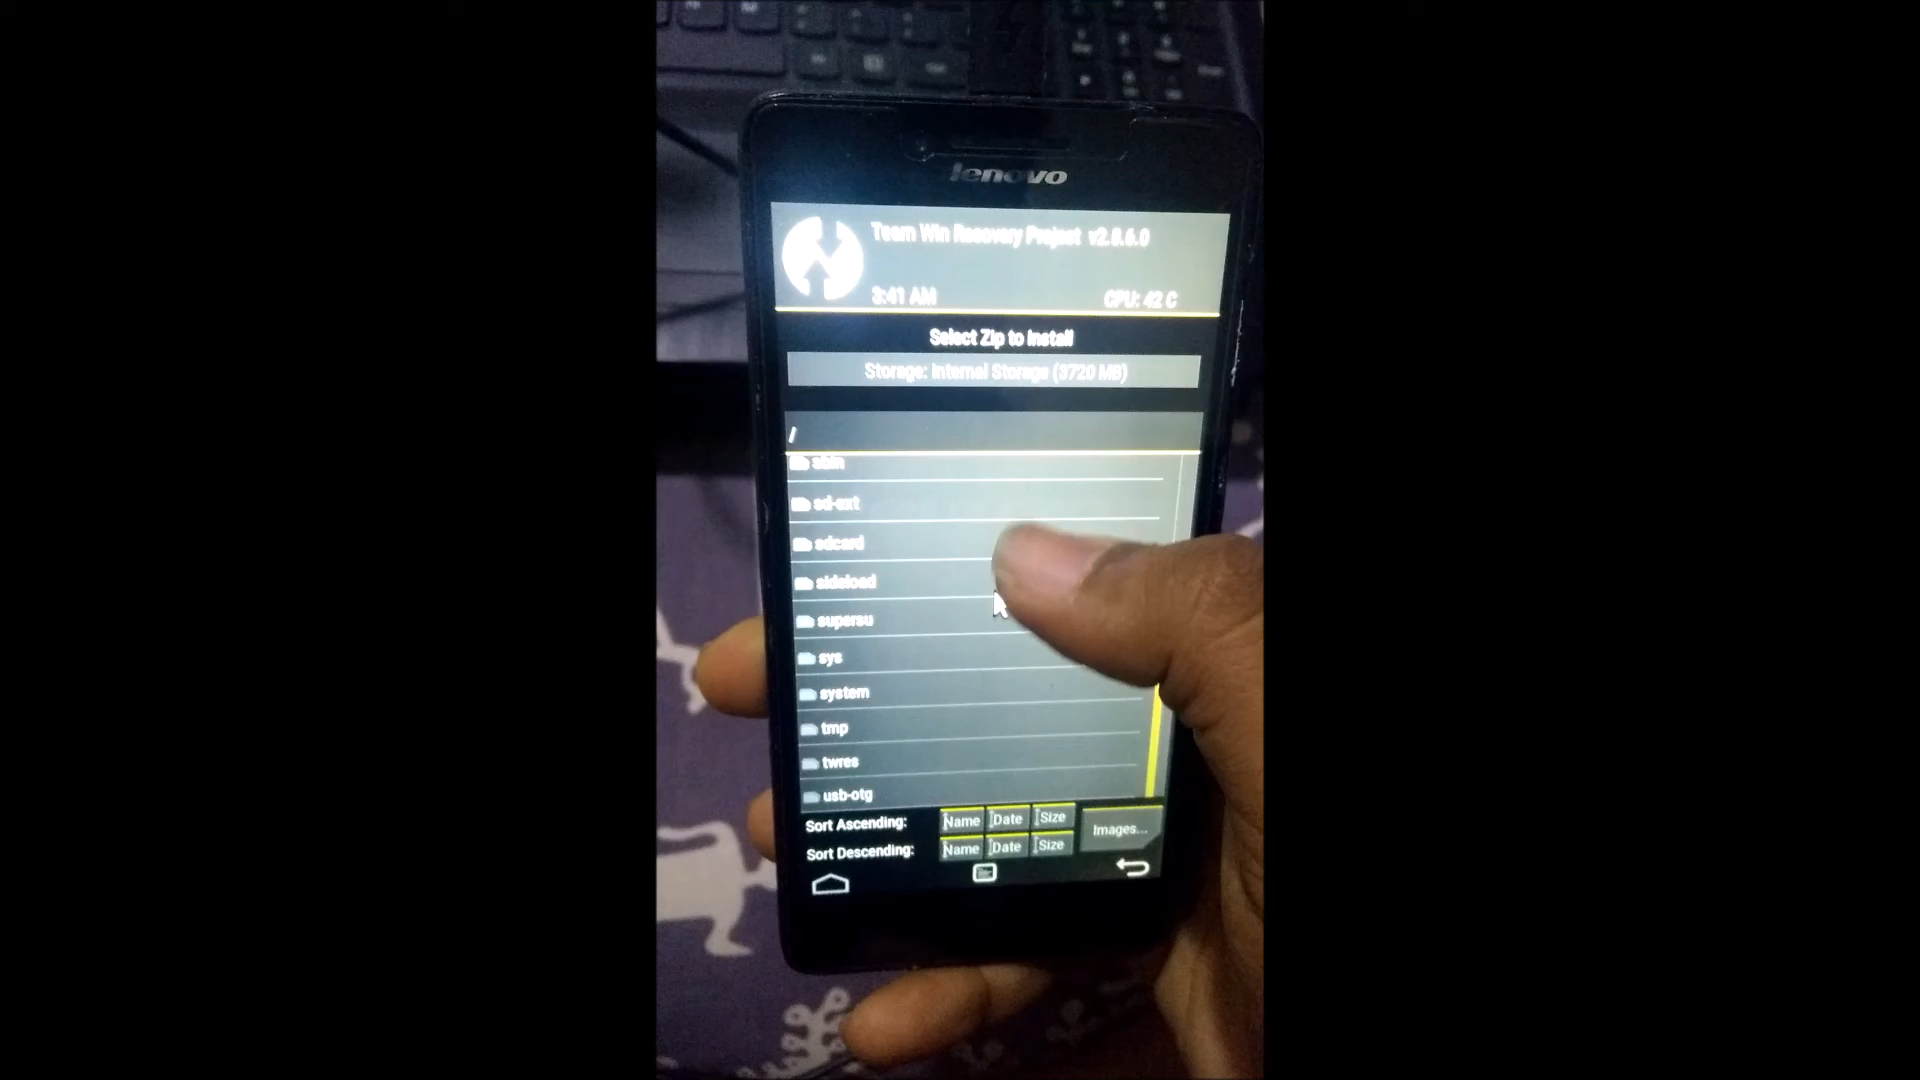 lenovo
Team Win Recovery Project v2.8.6.0
3:41 AM
CPU: 42 C
Select Zip to Install
Storage: Internal Storage (3720 MB)
/
sbin
sd-ext
sdcard
sideload
supersu
sys
system
tmp
twres
usb-otg
Sort Ascending: Name Date Size
Images...
Sort Descending: Name Date Size